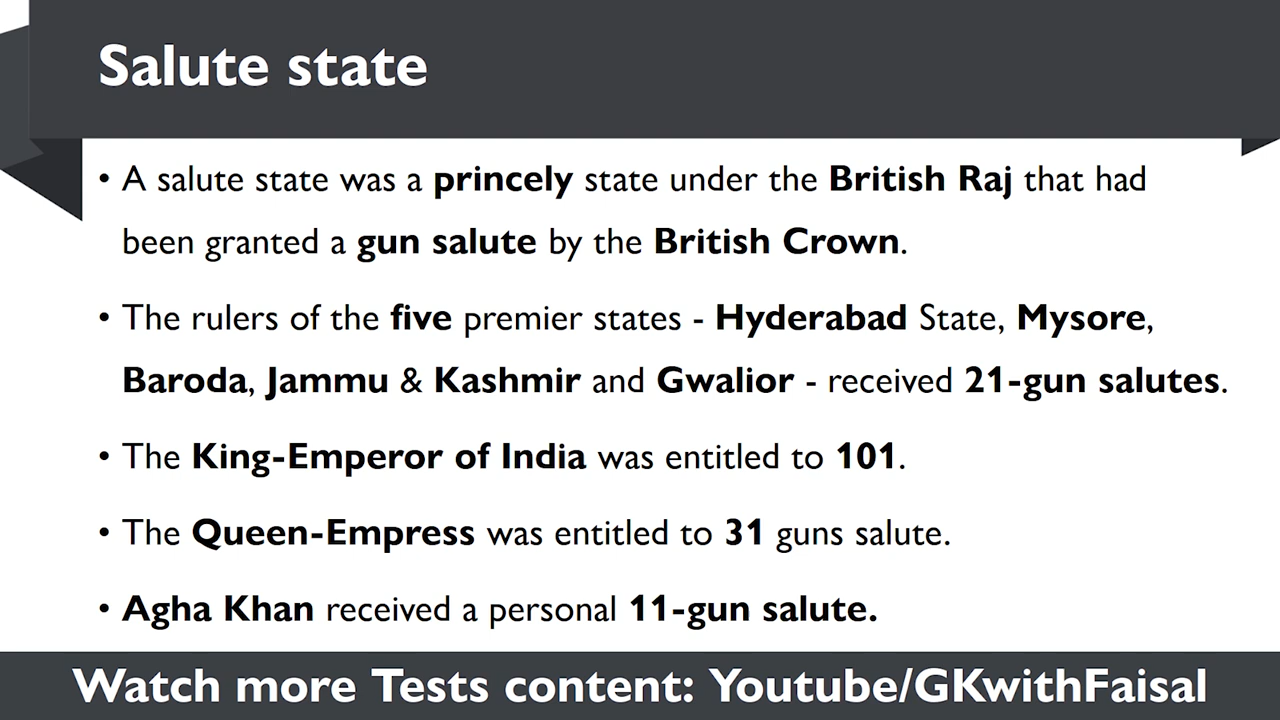 Salute state
• A salute state was a princely state under the British Raj that had
been granted a gun salute by the British Crown.
• The rulers of the five premier states - Hyderabad State, Mysore,
Baroda, Jammu & Kashmir and Gwalior - received 21-gun salutes.
• The King-Emperor of India was entitled to 101.
• The Queen-Empress was entitled to 31 guns salute.
• Agha Khan received a personal 11-gun salute.
Watch more Tests content: Youtube/GKwithFaisal